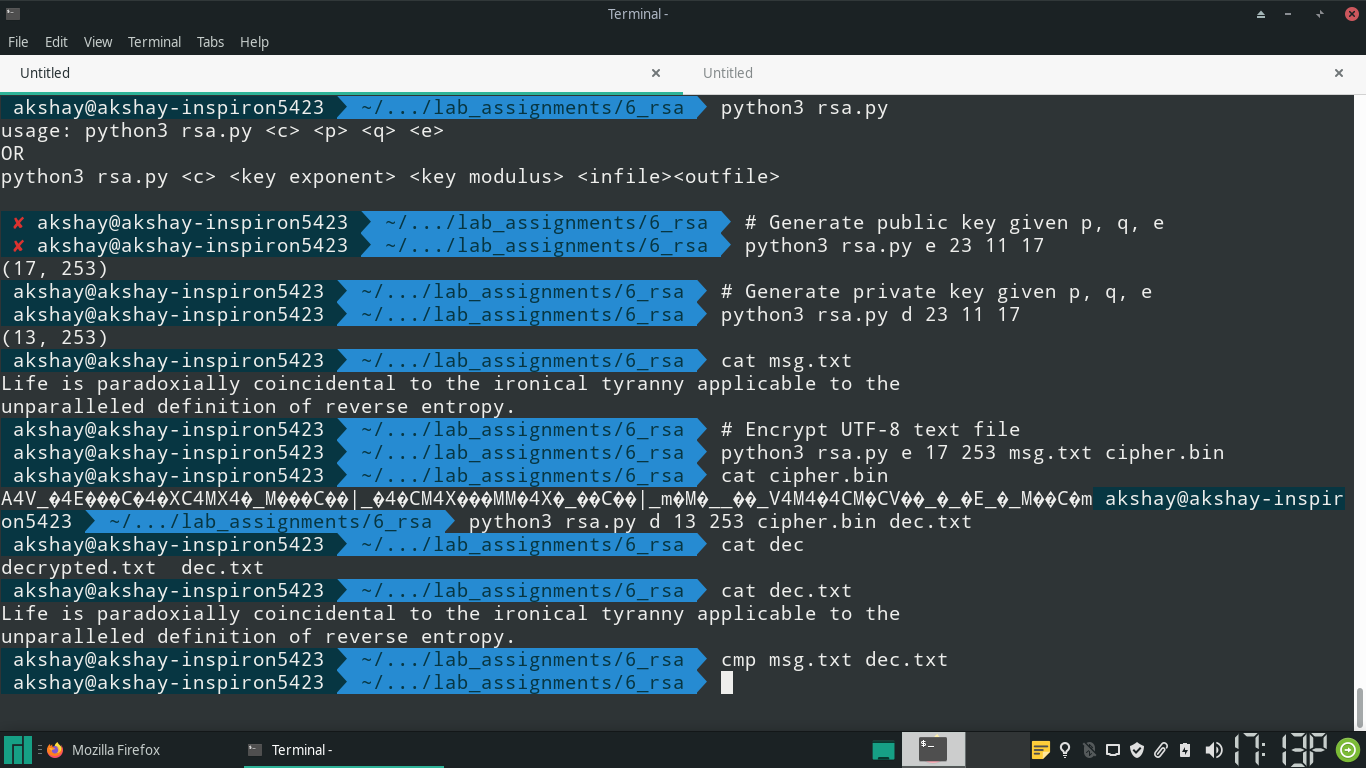 Terminal -
File Edit View Terminal Tabs Help
Untitled Untitled
akshay@akshay-inspiron5423 ~/.../lab_assignments/6_rsa python3 rsa.py
usage: python3 rsa.py <c> <p> <q> <e>
OR
python3 rsa.py <c> <key exponent> <key modulus> <infile><outfile>
✘ akshay@akshay-inspiron5423 ~/.../lab_assignments/6_rsa # Generate public key given p, q, e
✘ akshay@akshay-inspiron5423 ~/.../lab_assignments/6_rsa python3 rsa.py e 23 11 17
(17, 253)
akshay@akshay-inspiron5423 ~/.../lab_assignments/6_rsa # Generate private key given p, q, e
akshay@akshay-inspiron5423 ~/.../lab_assignments/6_rsa python3 rsa.py d 23 11 17
(13, 253)
akshay@akshay-inspiron5423 ~/.../lab_assignments/6_rsa cat msg.txt
Life is paradoxially coincidental to the ironical tyranny applicable to the
unparalleled definition of reverse entropy.
akshay@akshay-inspiron5423 ~/.../lab_assignments/6_rsa # Encrypt UTF-8 text file
akshay@akshay-inspiron5423 ~/.../lab_assignments/6_rsa python3 rsa.py e 17 253 msg.txt cipher.bin
akshay@akshay-inspiron5423 ~/.../lab_assignments/6_rsa cat cipher.bin
A4V_�4E���C�4�XC4MX4�_M���C��|_�4�CM4X���MM�4X�_��C��|_m�M�__��_V4M4�4CM�CV��_�_�E_�_M��C�m akshay@akshay-inspir
on5423 ~/.../lab_assignments/6_rsa python3 rsa.py d 13 253 cipher.bin dec.txt
akshay@akshay-inspiron5423 ~/.../lab_assignments/6_rsa cat dec
decrypted.txt dec.txt
akshay@akshay-inspiron5423 ~/.../lab_assignments/6_rsa cat dec.txt
Life is paradoxially coincidental to the ironical tyranny applicable to the
unparalleled definition of reverse entropy.
akshay@akshay-inspiron5423 ~/.../lab_assignments/6_rsa cmp msg.txt dec.txt
akshay@akshay-inspiron5423 ~/.../lab_assignments/6_rsa
Mozilla Firefox Terminal - 17:13P